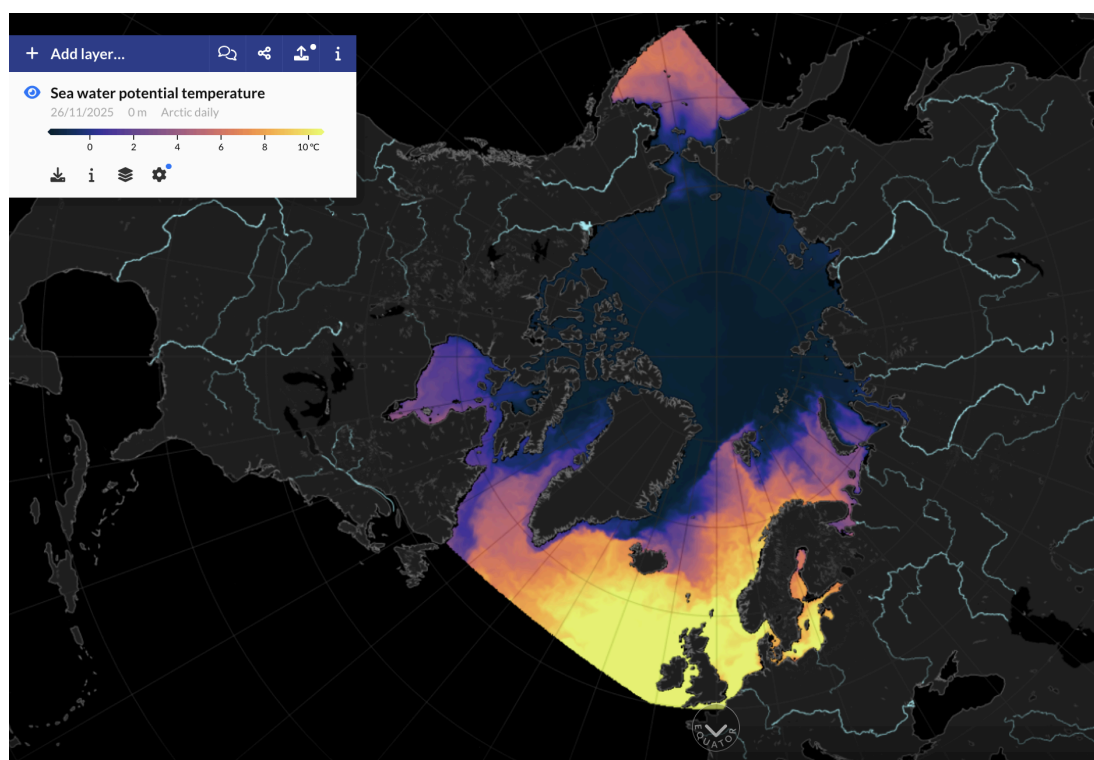 Add layer...
Sea water potential temperature
26/11/2025 0 m Arctic daily
0 2 4 6 8 10 °C
EQUATOR